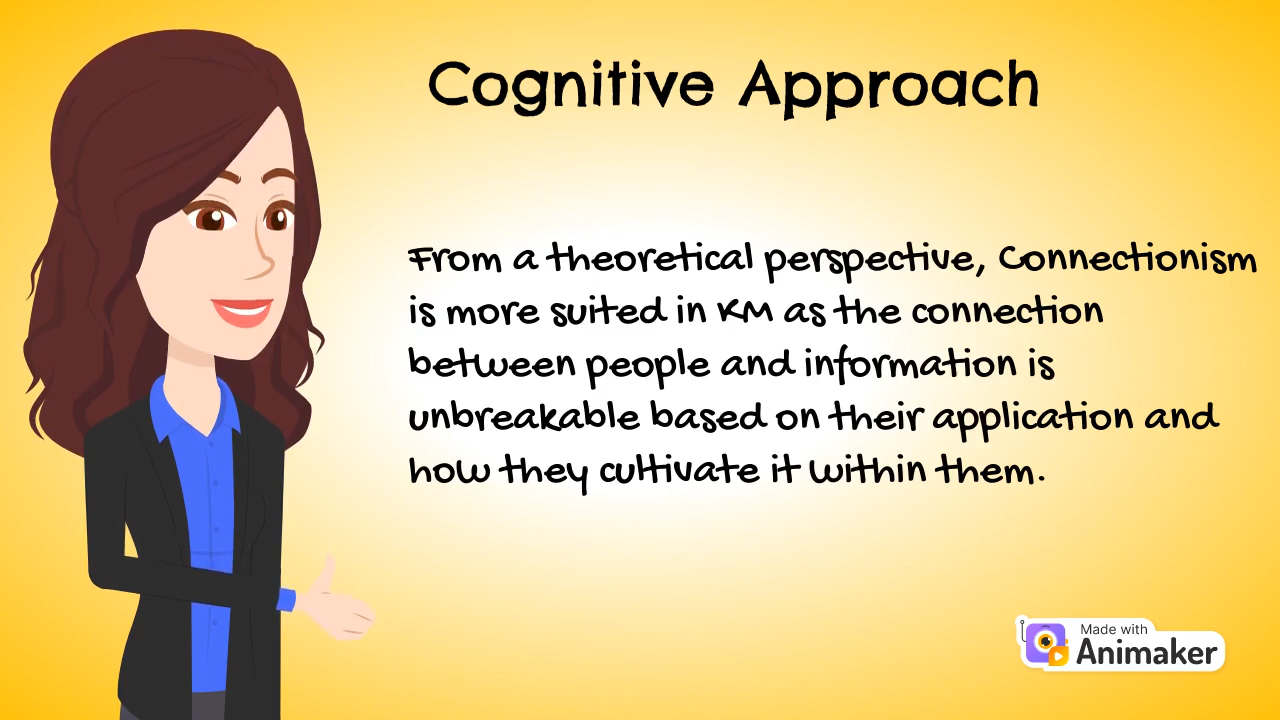 Cognitive Approach
From a theoretical perspective, Connectionism
is more suited in KM as the connection
between people and information is
unbreakable based on their application and
how they cultivate it within them.
Made with
Animaker